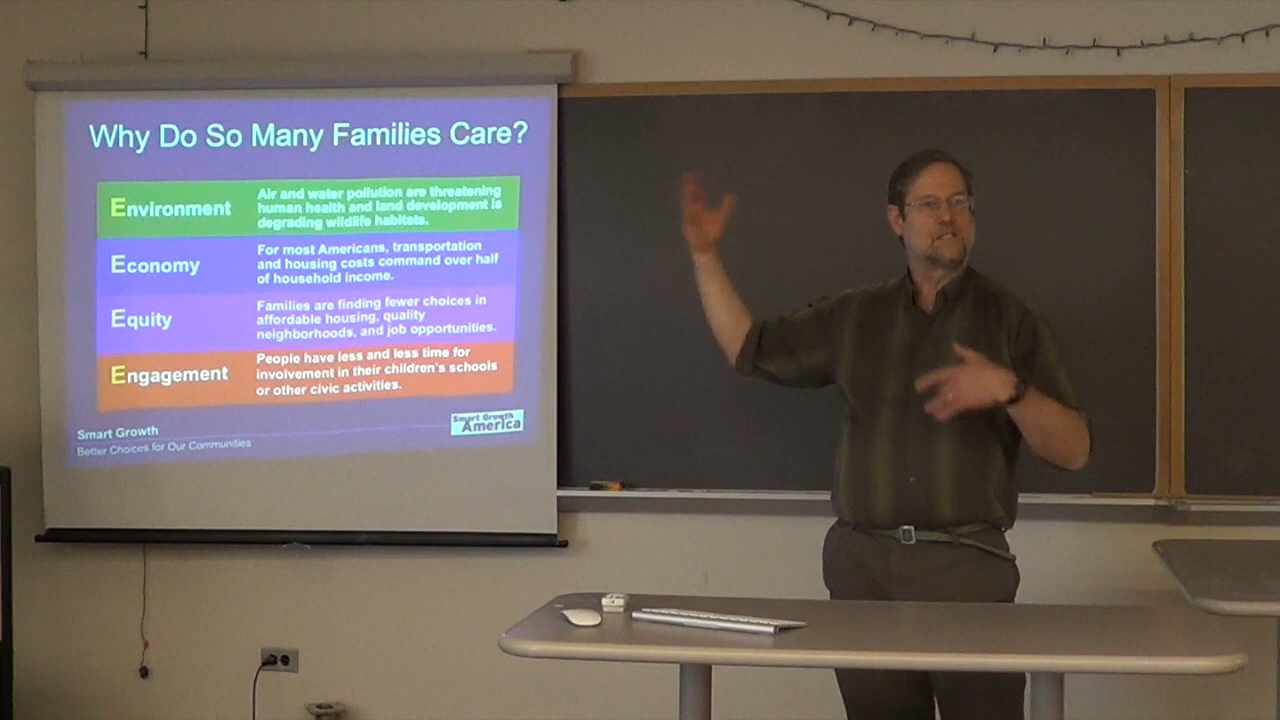 Why Do So Many Families Care?
Environment
Air and water pollution are threatening
human health and land development is
degrading wildlife habitats.
Economy
For most Americans, transportation
and housing costs command over half
of household income.
Equity
Families are finding fewer choices in
affordable housing, quality
neighborhoods, and job opportunities.
Engagement
People have less and less time for
involvement in their children's schools
or other civic activities.
Smart Growth
Better Choices for Our Communities
Smart Growth
America